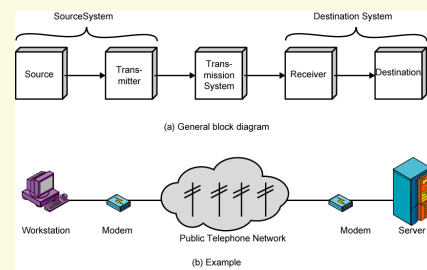 SourceSystem
Destination System
Source
Trans-
mitter
Trans-
mission
System
Receiver
Destination
(a) General block diagram
Workstation
Modem
Public Telephone Network
Modem
Server
(b) Example